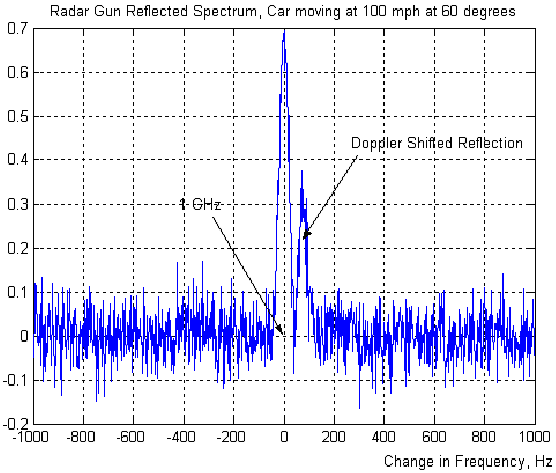 Radar Gun Reflected Spectrum, Car moving at 100 mph at 60 degrees
0.7
0.6
0.5
0.4
0.3
0.2
0.1
0
-0.1
-0.2
Doppler Shifted Reflection
1 GHz
-1000 -800 -600 -400 -200 0 200 400 600 800 1000
Change in Frequency, Hz